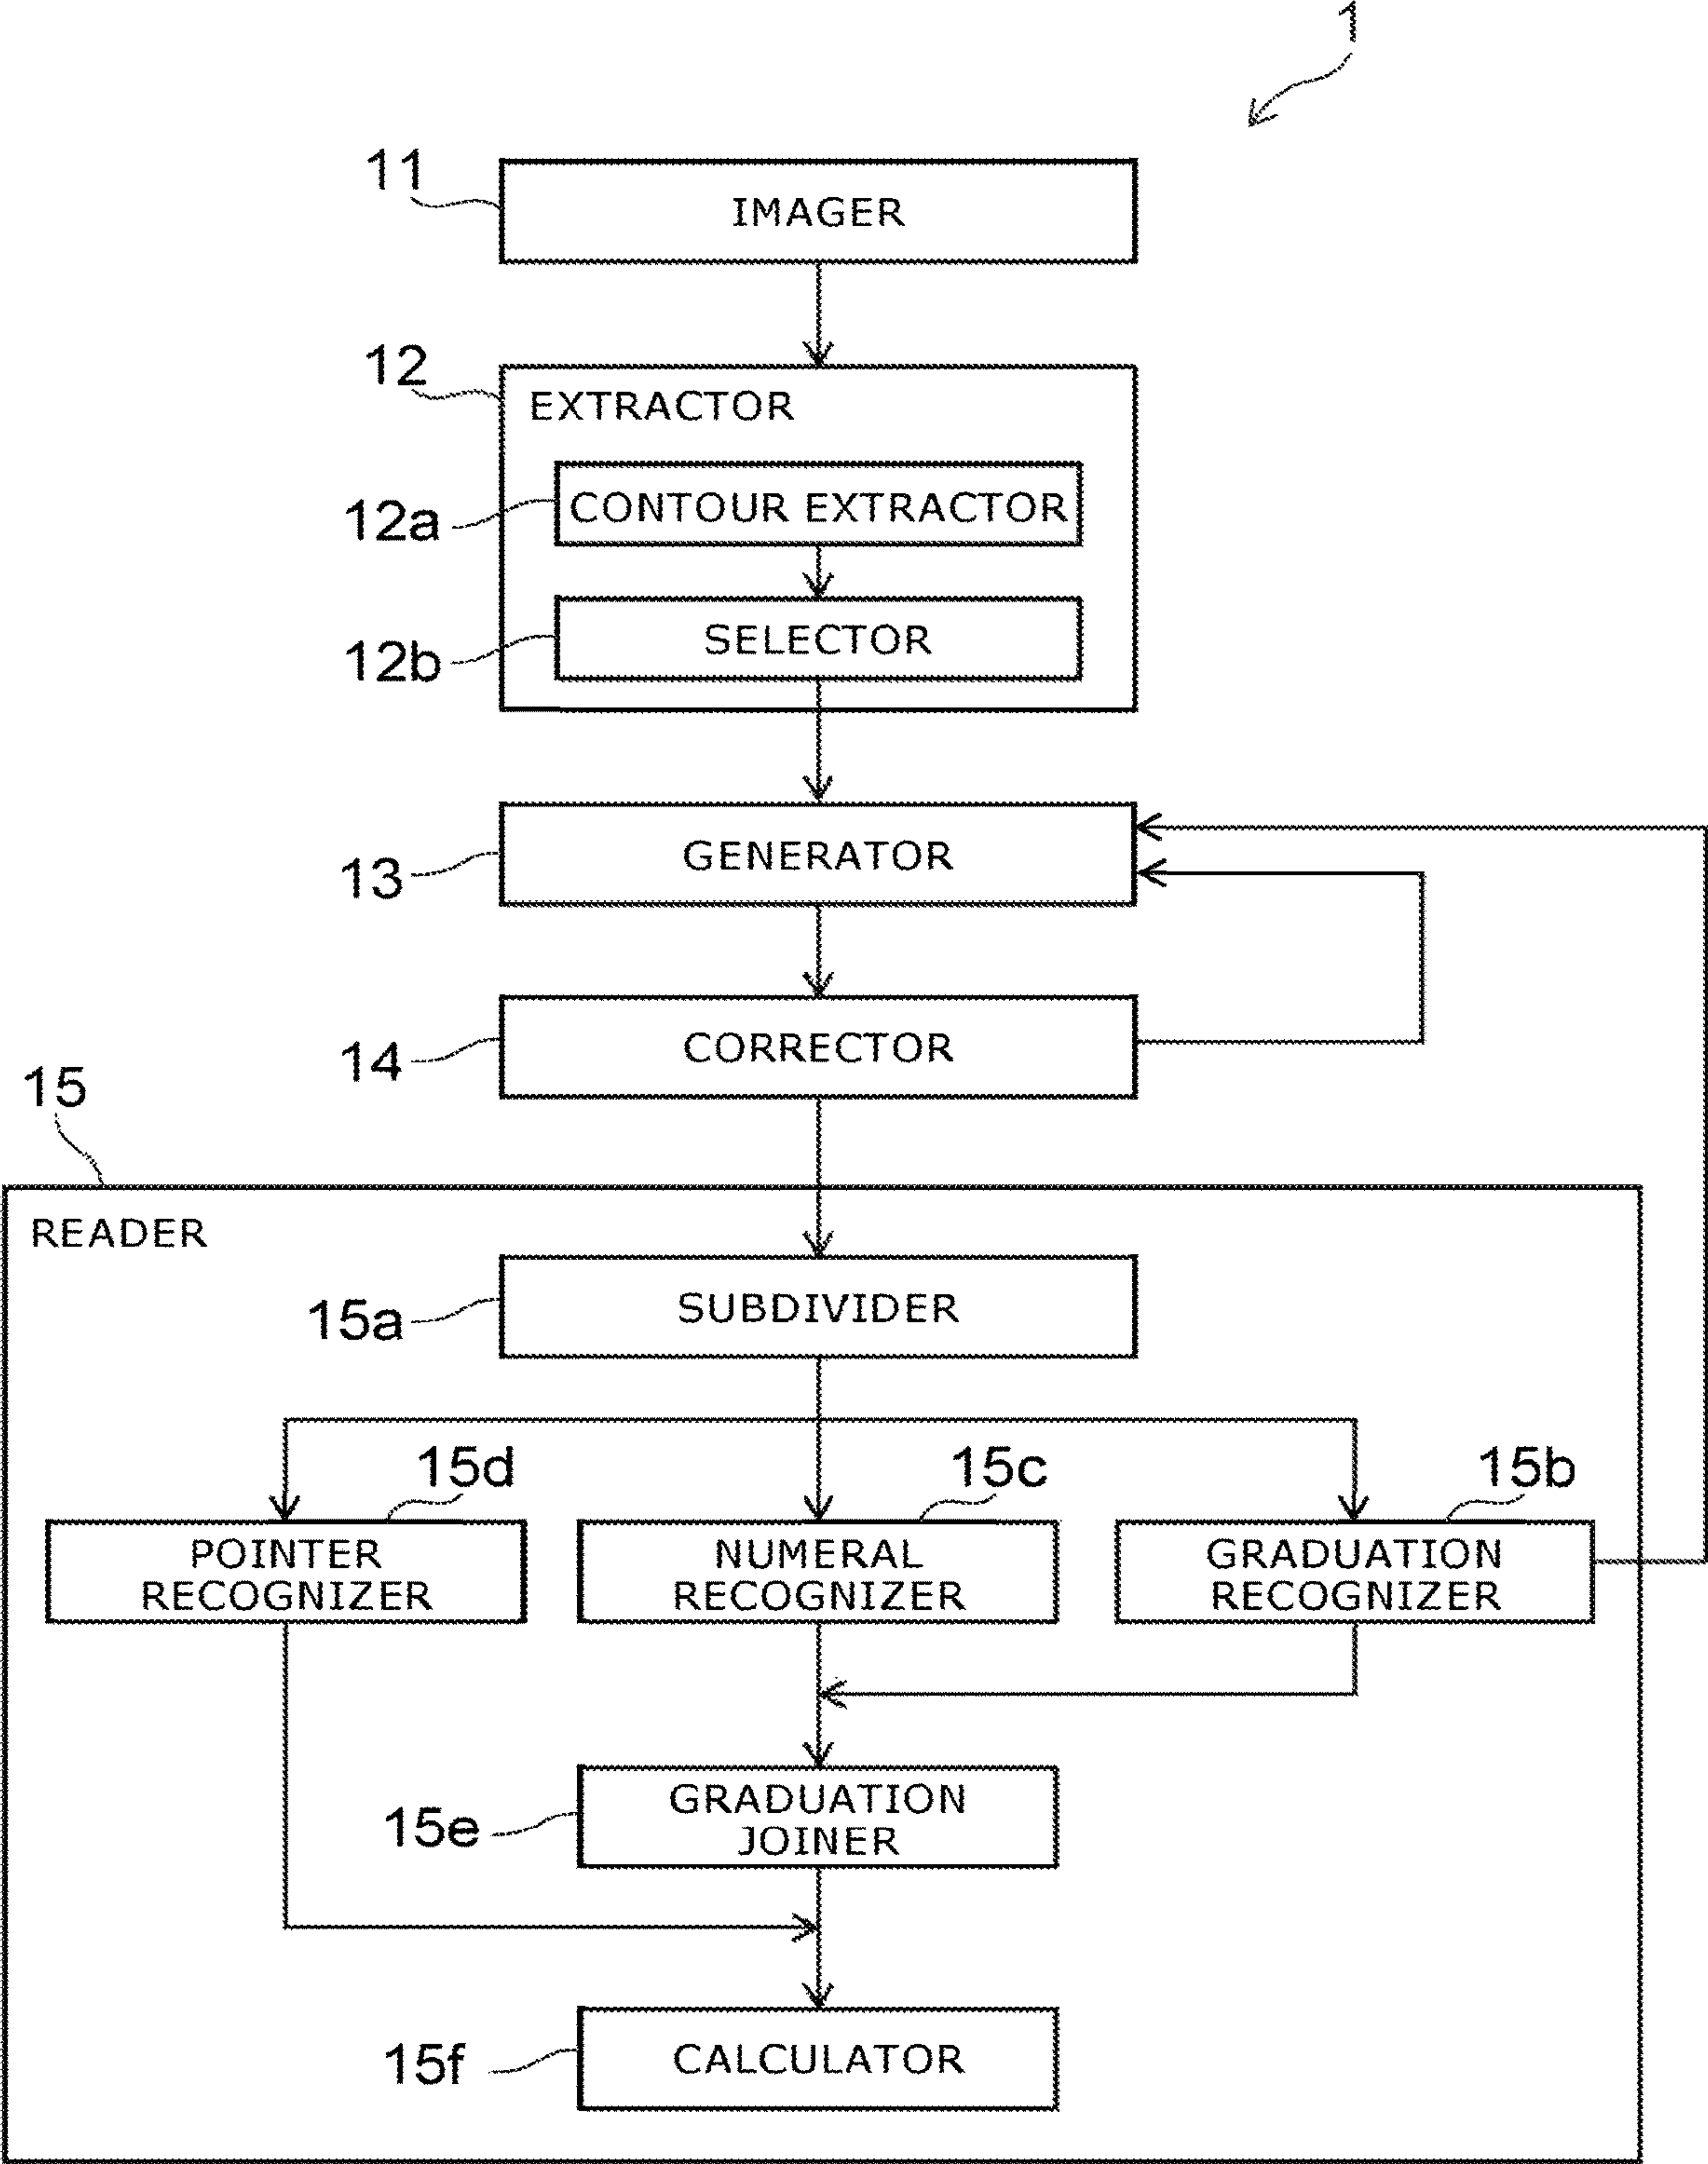 1
11
IMAGER
12
EXTRACTOR
12a
CONTOUR EXTRACTOR
12b
SELECTOR
13
GENERATOR
14
CORRECTOR
15
READER
15a
SUBDIVIDER
15d
POINTER
RECOGNIZER
15c
NUMERAL
RECOGNIZER
15b
GRADUATION
RECOGNIZER
15e
GRADUATION
JOINER
15f
CALCULATOR